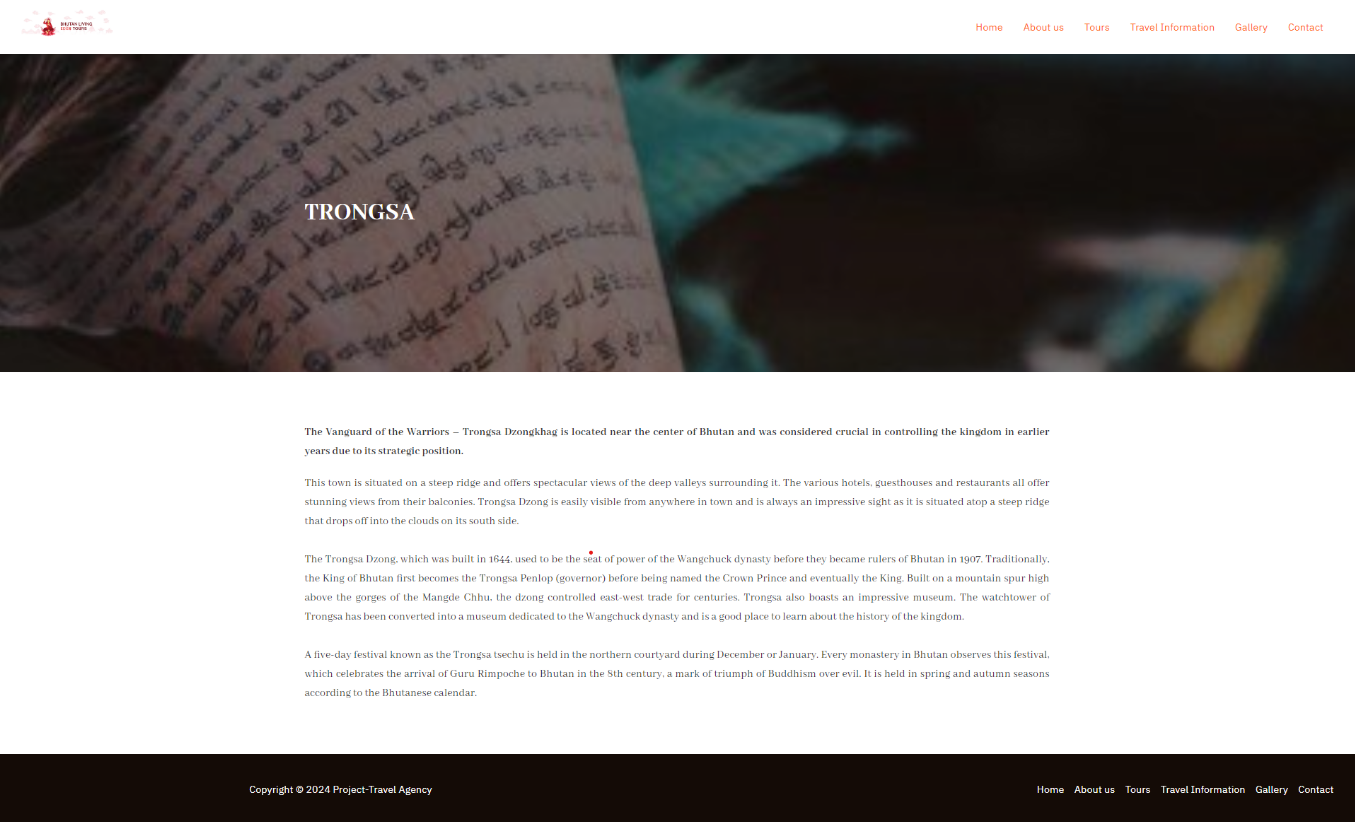 BHUTAN LIVING
Home About us Tours Travel Information Gallery Contact
TRONGSA
The Vanguard of the Warriors – Trongsa Dzongkhag is located near the center of Bhutan and was considered crucial in controlling the kingdom in earlier
years due to its strategic position.
This town is situated on a steep ridge and offers spectacular views of the deep valleys surrounding it. The various hotels, guesthouses and restaurants all offer
stunning views from their balconies. Trongsa Dzong is easily visible from anywhere in town and is always an impressive sight as it is situated atop a steep ridge
that drops off into the clouds on its south side.
The Trongsa Dzong, which was built in 1644, used to be the seat of power of the Wangchuck dynasty before they became rulers of Bhutan in 1907. Traditionally,
the King of Bhutan first becomes the Trongsa Penlop (governor) before being named the Crown Prince and eventually the King. Built on a mountain spur high
above the gorges of the Mangde Chhu, the dzong controlled east-west trade for centuries. Trongsa also boasts an impressive museum. The watchtower of
Trongsa has been converted into a museum dedicated to the Wangchuck dynasty and is a good place to learn about the history of the kingdom.
A five-day festival known as the Trongsa tsechu is held in the northern courtyard during December or January. Every monastery in Bhutan observes this festival,
which celebrates the arrival of Guru Rimpoche to Bhutan in the 8th century, a mark of triumph of Buddhism over evil. It is held in spring and autumn seasons
according to the Bhutanese calendar.
Copyright © 2024 Project-Travel Agency
Home About us Tours Travel Information Gallery Contact